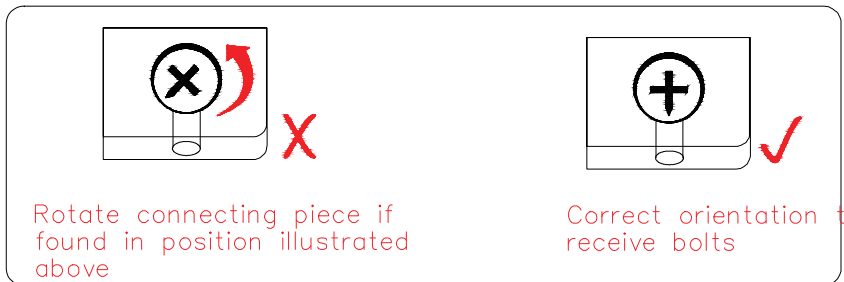 Rotate connecting piece if
found in position illustrated
above
Correct orientation t
receive bolts